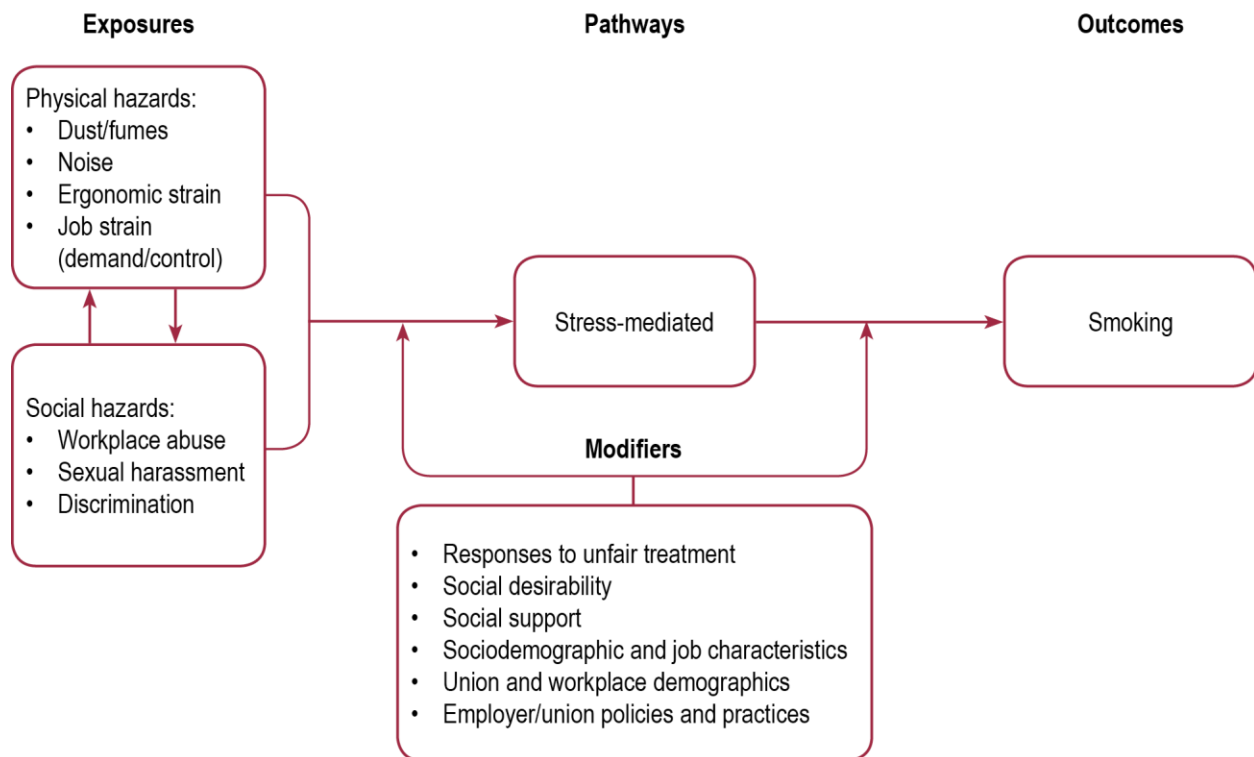 Exposures
Pathways
Outcomes
Physical hazards:
• Dust/fumes
• Noise
• Ergonomic strain
• Job strain
(demand/control)
Stress-mediated
Smoking
Social hazards:
• Workplace abuse
• Sexual harassment
• Discrimination
Modifiers
• Responses to unfair treatment
• Social desirability
• Social support
• Sociodemographic and job characteristics
• Union and workplace demographics
• Employer/union policies and practices